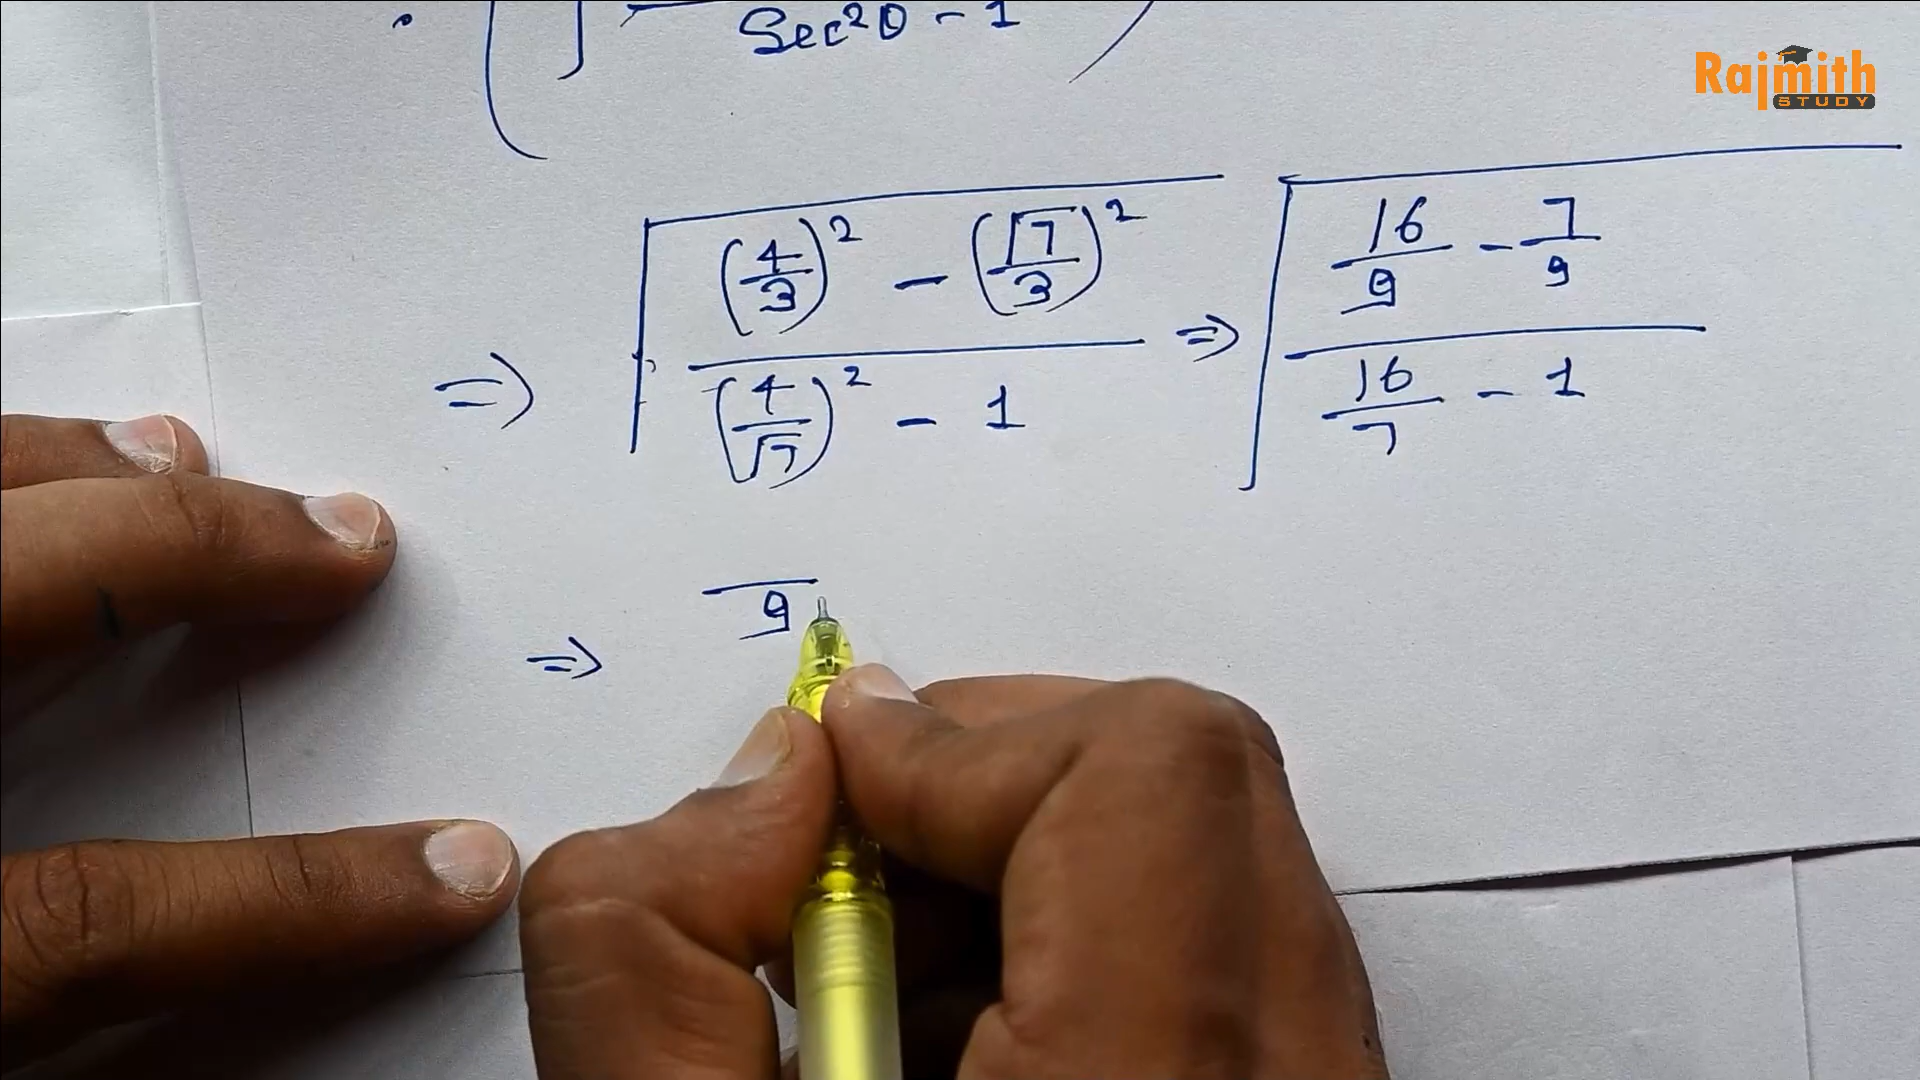 Sec²θ - 1
Rajmith
STUDY
⇒ √(((4/3)² - (√7/3)²) / ((4/√7)² - 1)) ⇒ √((16/9 - 7/9) / (16/7 - 1))
⇒ /9